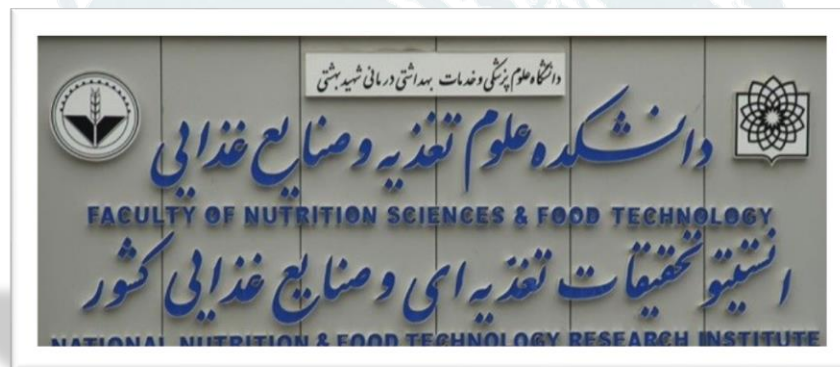 دانشگاه علوم پزشکی و خدمات بهداشتی درمانی شهید بهشتی
دانشکده علوم تغذیه و صنایع غذایی
FACULTY OF NUTRITION SCIENCES & FOOD TECHNOLOGY
انستیتو تحقیقات تغذیه ای و صنایع غذایی کشور
NATIONAL NUTRITION & FOOD TECHNOLOGY RESEARCH INSTITUTE